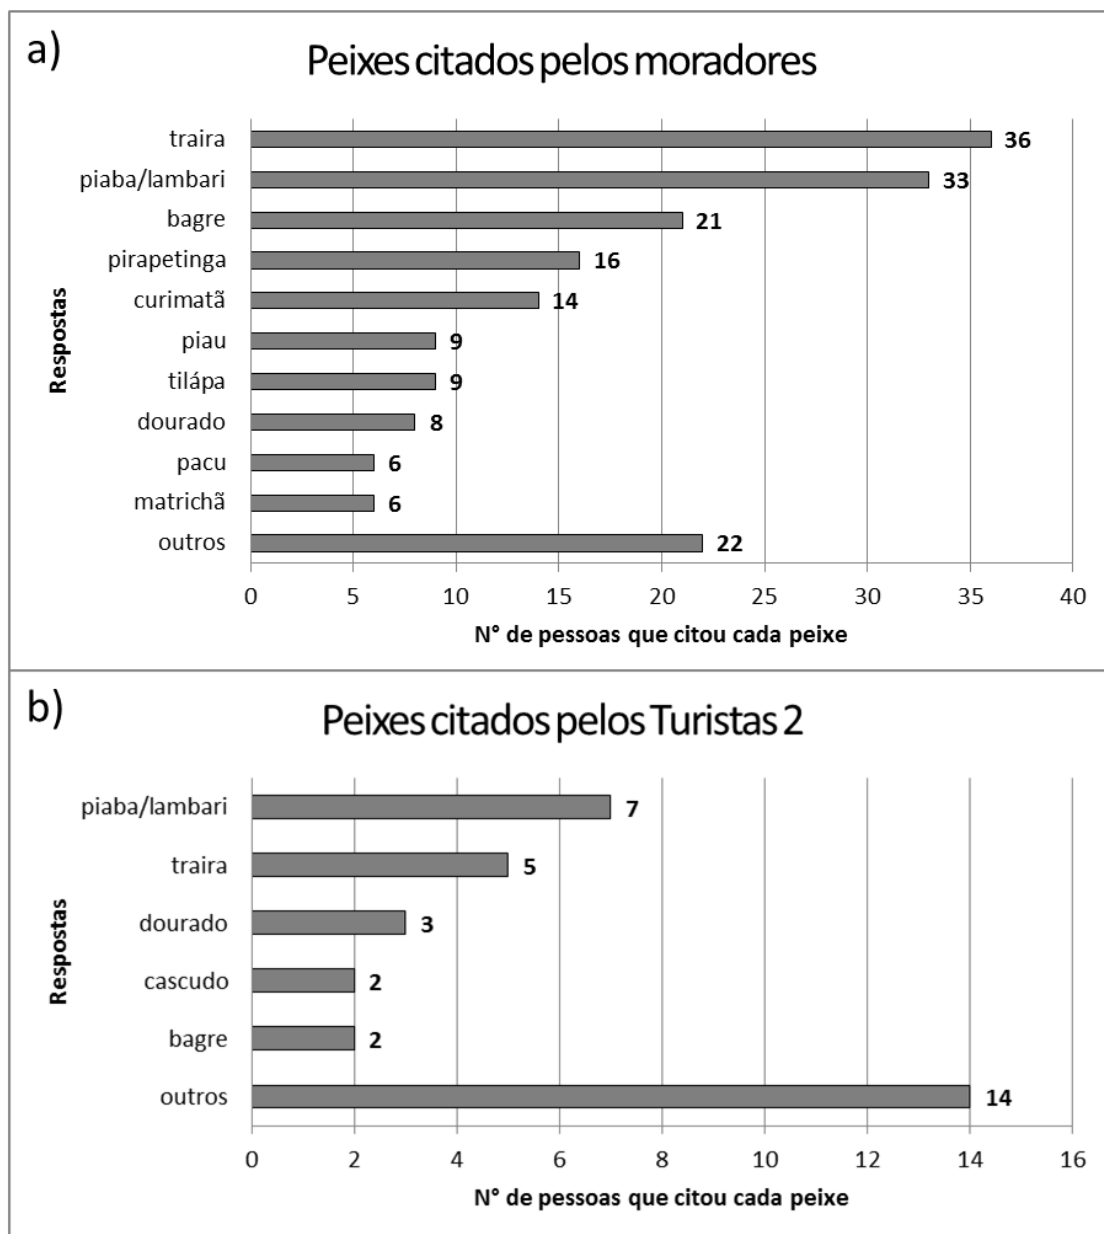 a)
Peixes citados pelos moradores
Respostas
traira 36
piaba/lambari 33
bagre 21
pirapetinga 16
curimatã 14
piau 9
tilápa 9
dourado 8
pacu 6
matrichã 6
outros 22
0 5 10 15 20 25 30 35 40
N° de pessoas que citou cada peixe
b)
Peixes citados pelos Turistas 2
Respostas
piaba/lambari 7
traira 5
dourado 3
cascudo 2
bagre 2
outros 14
0 2 4 6 8 10 12 14 16
N° de pessoas que citou cada peixe